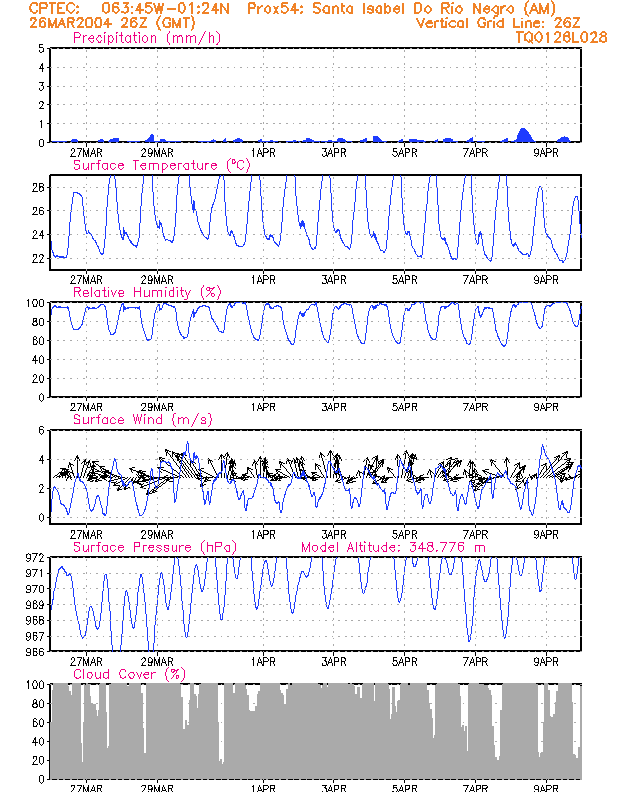 CPTEC: 063:45W-01:24N Prox54: Santa Isabel Do Rio Negro (AM)
26MAR2004 26Z (GMT) Vertical Grid Line: 26Z
Precipitation (mm/h) TQ0126L028
5
4
3
2
1
0
27MAR 29MAR 1APR 3APR 5APR 7APR 9APR
Surface Temperature (ºC)
28
26
24
22
27MAR 29MAR 1APR 3APR 5APR 7APR 9APR
Relative Humidity (%)
100
80
60
40
20
0
27MAR 29MAR 1APR 3APR 5APR 7APR 9APR
Surface Wind (m/s)
6
4
2
0
27MAR 29MAR 1APR 3APR 5APR 7APR 9APR
Surface Pressure (hPa) Model Altitude: 348.776 m
972
971
970
969
968
967
966
27MAR 29MAR 1APR 3APR 5APR 7APR 9APR
Cloud Cover (%)
100
80
60
40
20
0
27MAR 29MAR 1APR 3APR 5APR 7APR 9APR